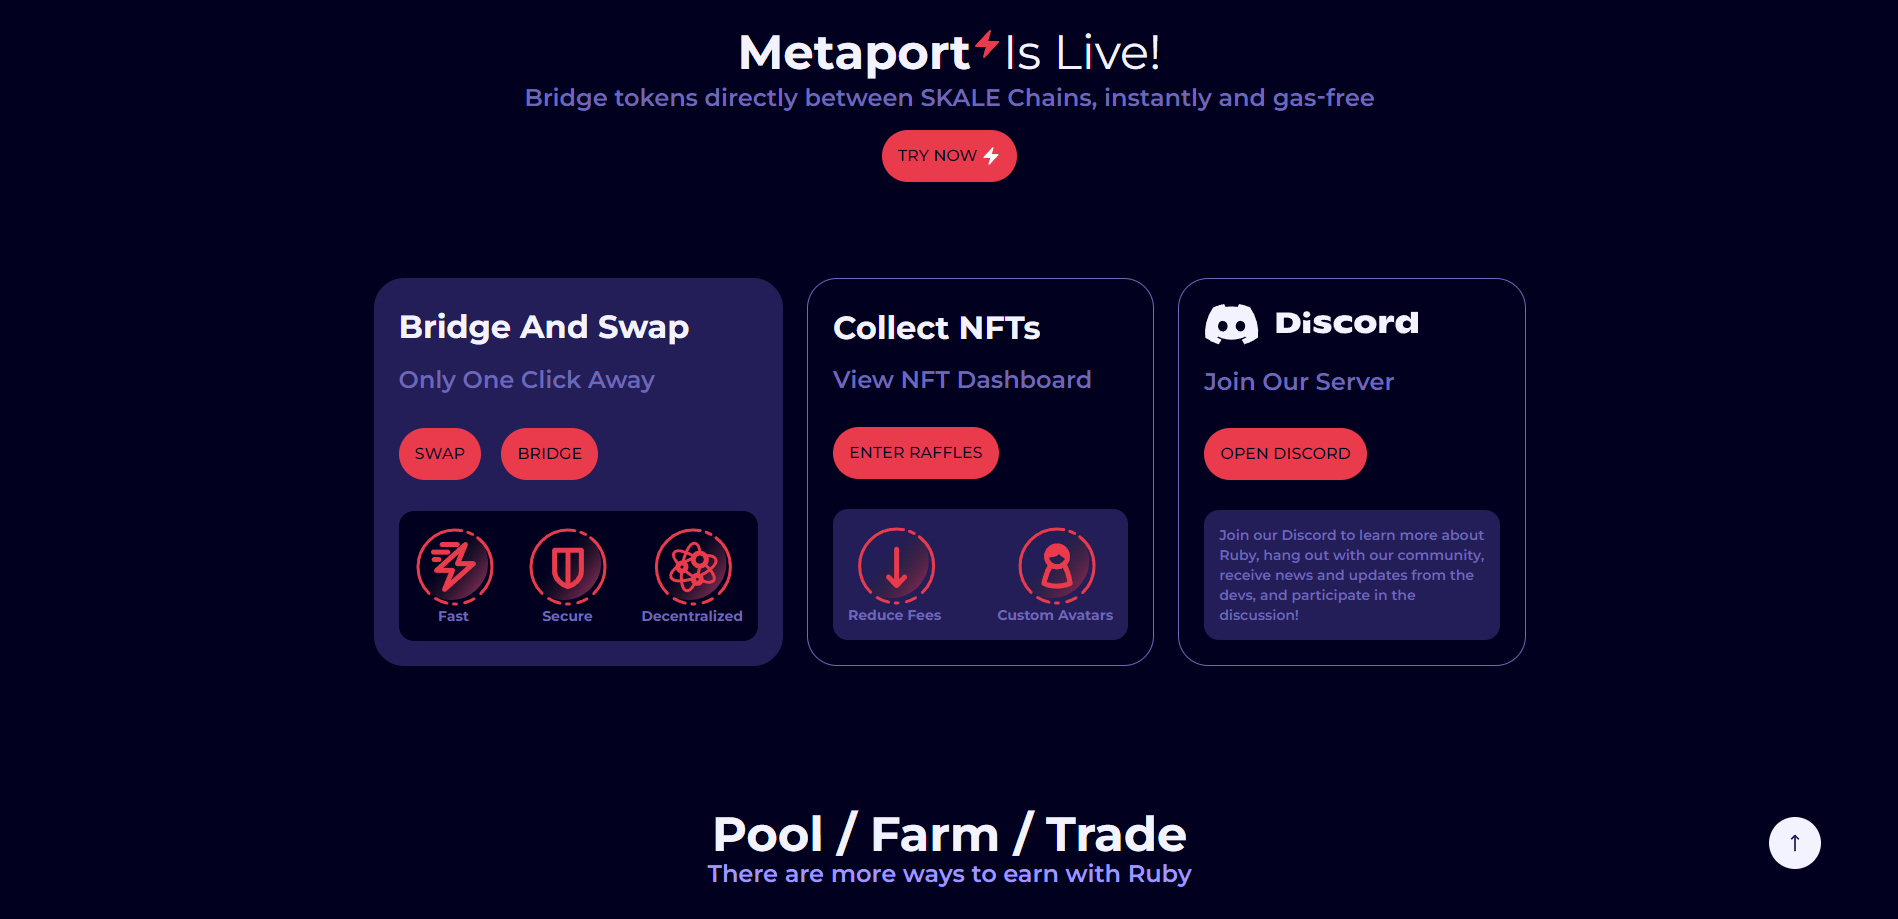 Metaport Is Live!
Bridge tokens directly between SKALE Chains, instantly and gas-free
TRY NOW
Bridge And Swap
Only One Click Away
SWAP
BRIDGE
Fast
Secure
Decentralized
Collect NFTs
View NFT Dashboard
ENTER RAFFLES
Reduce Fees
Custom Avatars
Discord
Join Our Server
OPEN DISCORD
Join our Discord to learn more about
Ruby, hang out with our community,
receive news and updates from the
devs, and participate in the
discussion!
Pool / Farm / Trade
There are more ways to earn with Ruby